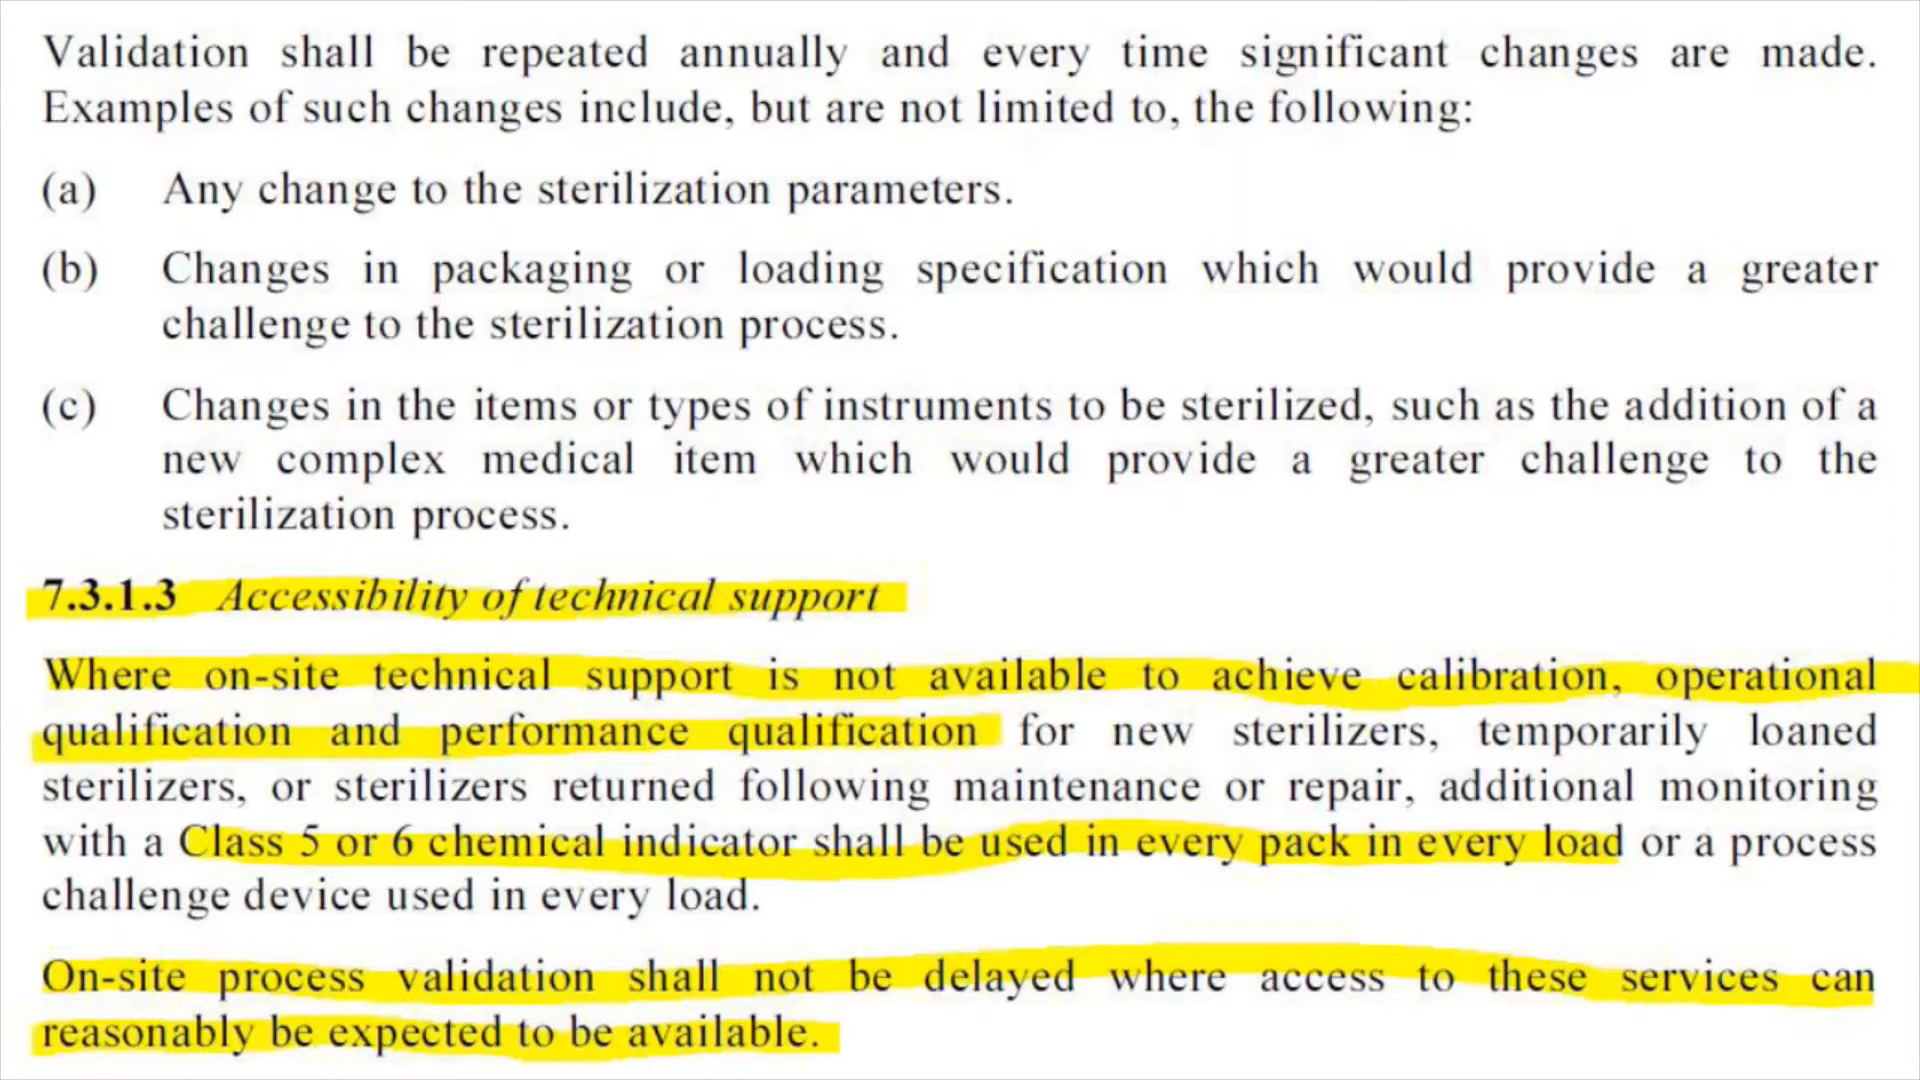 Validation shall be repeated annually and every time significant changes are made.
Examples of such changes include, but are not limited to, the following:
(a) Any change to the sterilization parameters.
(b) Changes in packaging or loading specification which would provide a greater
challenge to the sterilization process.
(c) Changes in the items or types of instruments to be sterilized, such as the addition of a
new complex medical item which would provide a greater challenge to the
sterilization process.
7.3.1.3 Accessibility of technical support
Where on-site technical support is not available to achieve calibration, operational
qualification and performance qualification for new sterilizers, temporarily loaned
sterilizers, or sterilizers returned following maintenance or repair, additional monitoring
with a Class 5 or 6 chemical indicator shall be used in every pack in every load or a process
challenge device used in every load.
On-site process validation shall not be delayed where access to these services can
reasonably be expected to be available.